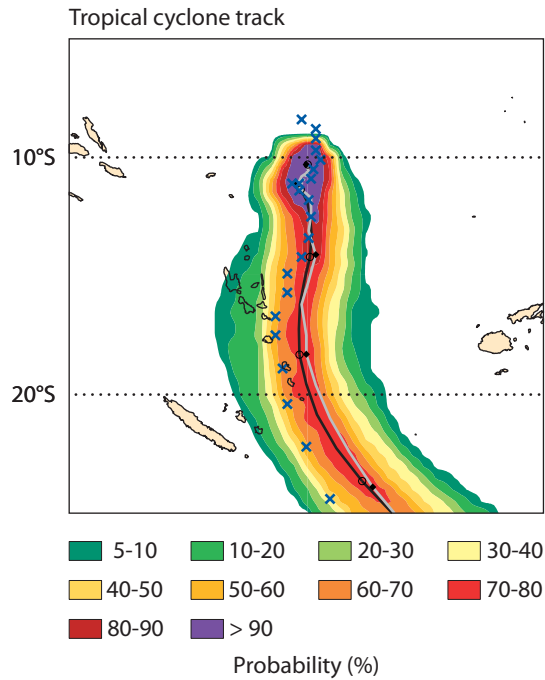 Tropical cyclone track
10°S
20°S
5-10 10-20 20-30 30-40
40-50 50-60 60-70 70-80
80-90 > 90
Probability (%)